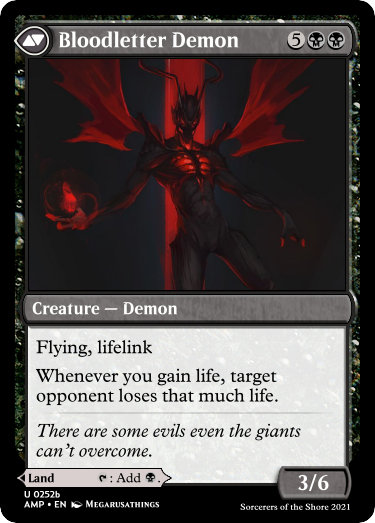 Bloodletter Demon 5
Creature — Demon
Flying, lifelink
Whenever you gain life, target
opponent loses that much life.
There are some evils even the giants
can't overcome.
Land : Add .
3/6
U 0252b
AMP • EN Megarusathings
Sorcerers of the Shore 2021